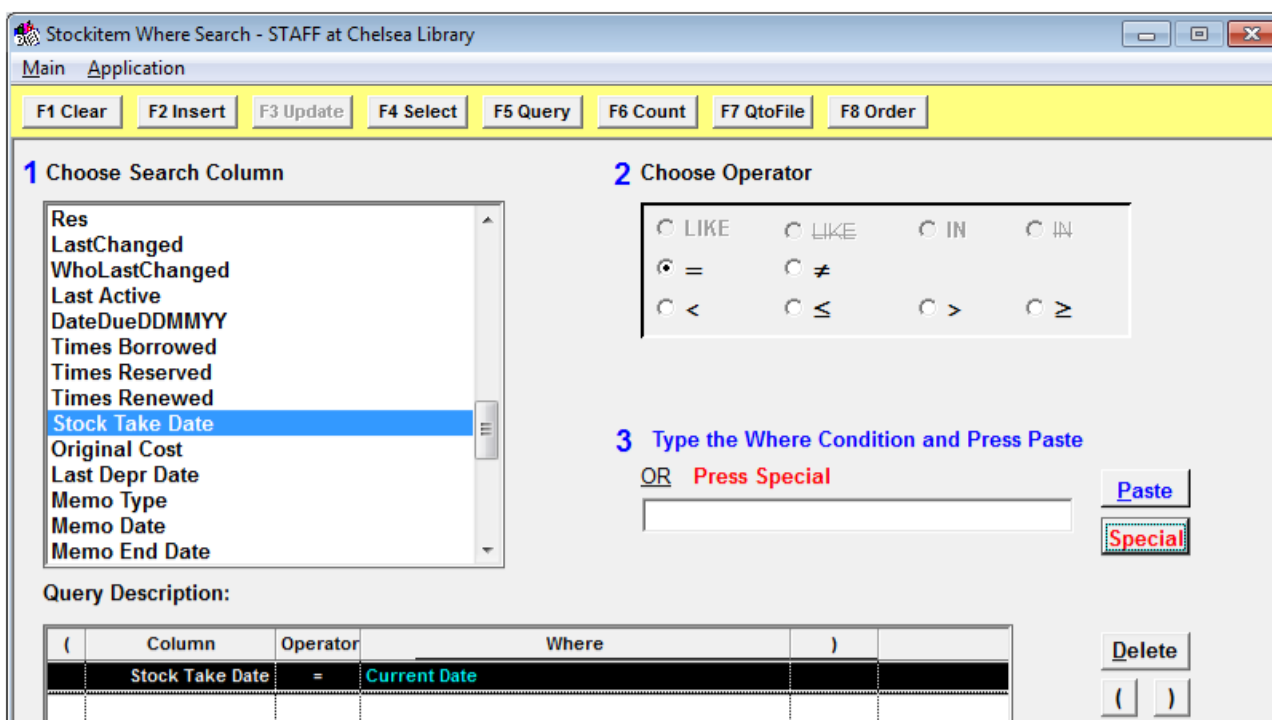 Stockitem Where Search - STAFF at Chelsea Library
Main Application
F1 Clear F2 Insert F3 Update F4 Select F5 Query F6 Count F7 QtoFile F8 Order
1 Choose Search Column
Res
LastChanged
WhoLastChanged
Last Active
DateDueDDMMYY
Times Borrowed
Times Reserved
Times Renewed
Stock Take Date
Original Cost
Last Depr Date
Memo Type
Memo Date
Memo End Date
2 Choose Operator
LIKE LIKE IN IN
= ≠
< ≤ > ≥
3 Type the Where Condition and Press Paste
OR Press Special
Paste
Special
Query Description:
( Column Operator Where )
Stock Take Date = Current Date
Delete
( )